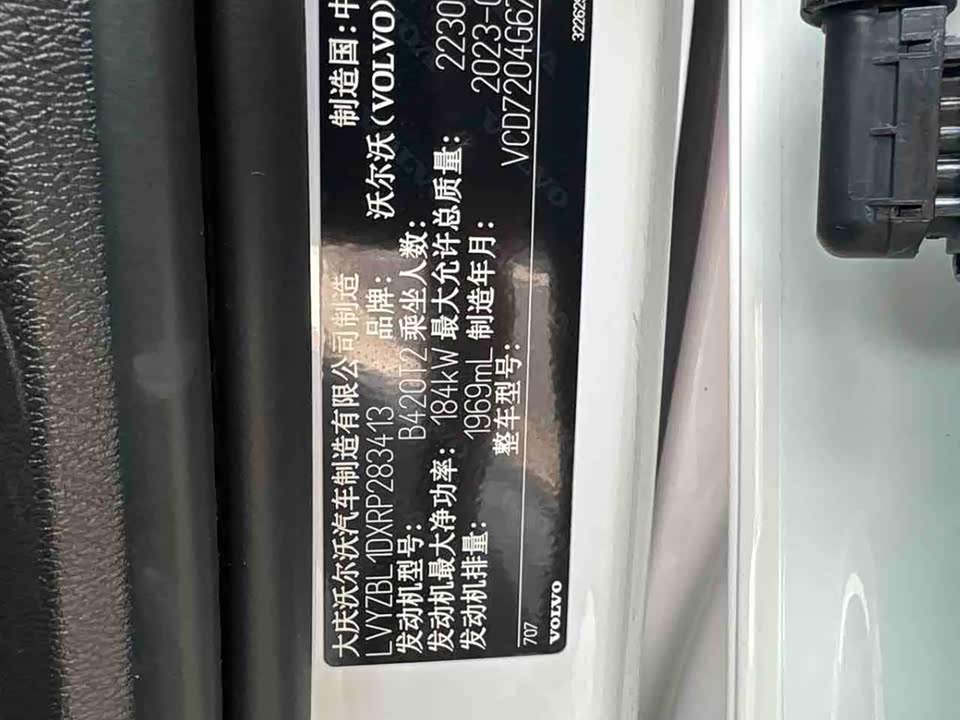 大庆沃尔沃汽车制造有限公司制造 制造国：中
LVYZBL1DXRP283413 品牌： 沃尔沃（VOLVO）
发动机型号： B420T2 乘坐人数：
发动机最大净功率： 184kW 最大允许总质量： 2230
发动机排量： 1969mL 制造年月： 2023-0
整车型号： VCD7204G6
707
VOLVO 32262